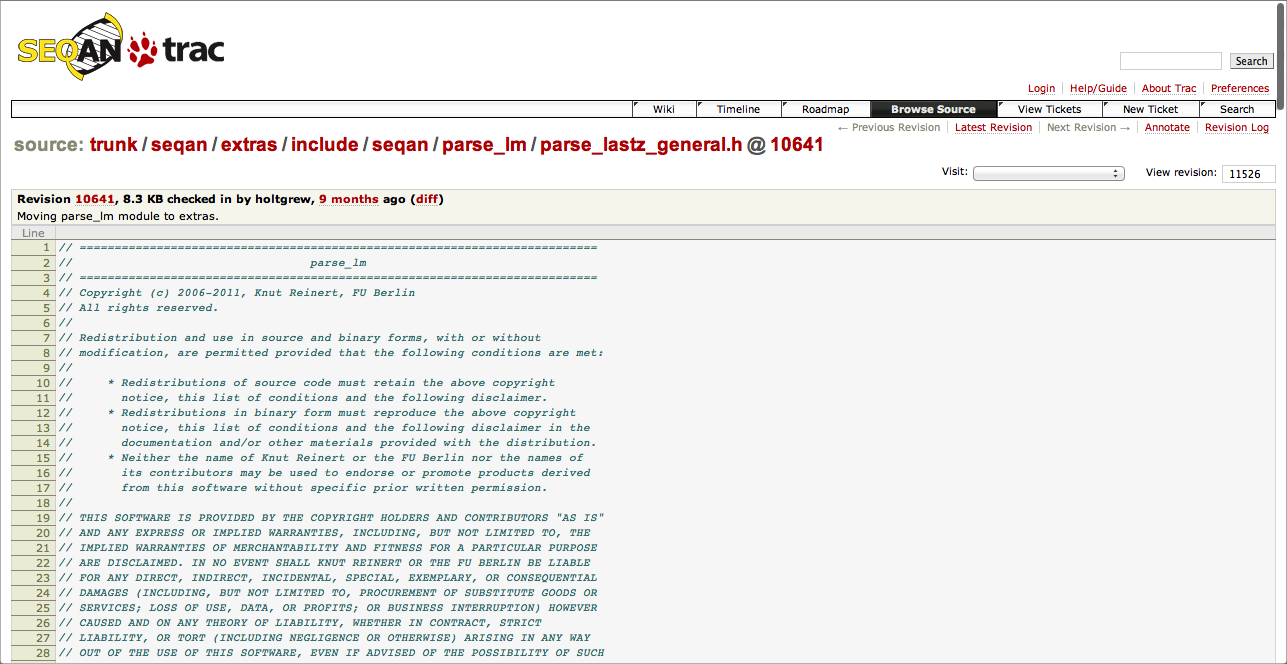 SEQAN trac
Search
Login Help/Guide About Trac Preferences
Wiki Timeline Roadmap Browse Source View Tickets New Ticket Search
← Previous Revision Latest Revision Next Revision → Annotate Revision Log
source: trunk / seqan / extras / include / seqan / parse_lm / parse_lastz_general.h @ 10641
Visit: View revision: 11526
Revision 10641, 8.3 KB checked in by holtgrew, 9 months ago (diff)
Moving parse_lm module to extras.
Line
1 // ==========================================================================
2 // parse_lm
3 // ==========================================================================
4 // Copyright (c) 2006-2011, Knut Reinert, FU Berlin
5 // All rights reserved.
6 //
7 // Redistribution and use in source and binary forms, with or without
8 // modification, are permitted provided that the following conditions are met:
9 //
10 // * Redistributions of source code must retain the above copyright
11 // notice, this list of conditions and the following disclaimer.
12 // * Redistributions in binary form must reproduce the above copyright
13 // notice, this list of conditions and the following disclaimer in the
14 // documentation and/or other materials provided with the distribution.
15 // * Neither the name of Knut Reinert or the FU Berlin nor the names of
16 // its contributors may be used to endorse or promote products derived
17 // from this software without specific prior written permission.
18 //
19 // THIS SOFTWARE IS PROVIDED BY THE COPYRIGHT HOLDERS AND CONTRIBUTORS "AS IS"
20 // AND ANY EXPRESS OR IMPLIED WARRANTIES, INCLUDING, BUT NOT LIMITED TO, THE
21 // IMPLIED WARRANTIES OF MERCHANTABILITY AND FITNESS FOR A PARTICULAR PURPOSE
22 // ARE DISCLAIMED. IN NO EVENT SHALL KNUT REINERT OR THE FU BERLIN BE LIABLE
23 // FOR ANY DIRECT, INDIRECT, INCIDENTAL, SPECIAL, EXEMPLARY, OR CONSEQUENTIAL
24 // DAMAGES (INCLUDING, BUT NOT LIMITED TO, PROCUREMENT OF SUBSTITUTE GOODS OR
25 // SERVICES; LOSS OF USE, DATA, OR PROFITS; OR BUSINESS INTERRUPTION) HOWEVER
26 // CAUSED AND ON ANY THEORY OF LIABILITY, WHETHER IN CONTRACT, STRICT
27 // LIABILITY, OR TORT (INCLUDING NEGLIGENCE OR OTHERWISE) ARISING IN ANY WAY
28 // OUT OF THE USE OF THIS SOFTWARE, EVEN IF ADVISED OF THE POSSIBILITY OF SUCH